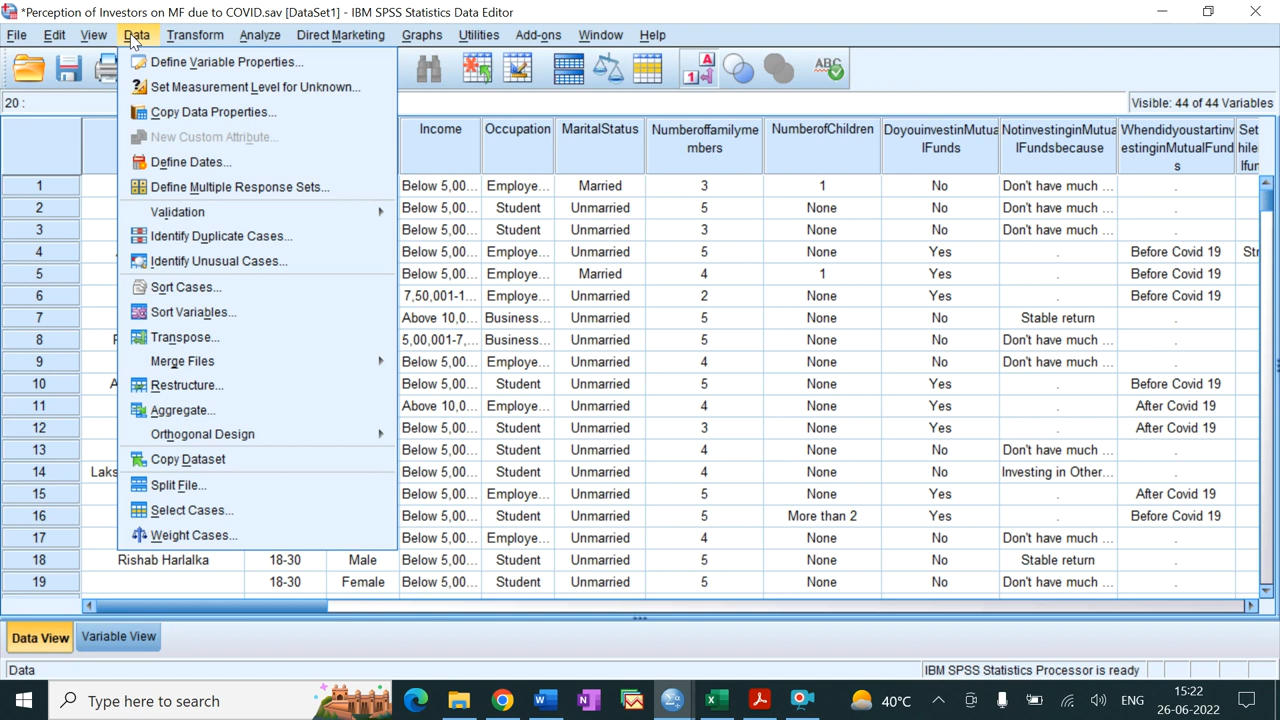 *Perception of Investors on MF due to COVID.sav [DataSet1] - IBM SPSS Statistics Data Editor
File Edit View Data Transform Analyze Direct Marketing Graphs Utilities Add-ons Window Help
Define Variable Properties...
Set Measurement Level for Unknown...
Copy Data Properties...
New Custom Attribute...
Define Dates...
Define Multiple Response Sets...
Validation
Identify Duplicate Cases...
Identify Unusual Cases...
Sort Cases...
Sort Variables...
Transpose...
Merge Files
Restructure...
Aggregate...
Orthogonal Design
Copy Dataset
Split File...
Select Cases...
Weight Cases...
20 : Visible: 44 of 44 Variables
Income Occupation MaritalStatus Numberoffamilyme NumberofChildren DoyouinvestinMutua NotinvestinginMutua Whendidyoustartinv Set
mbers lFunds lFundsbecause estinginMutualFund hile
s lfun
1 Below 5,00... Employe... Married 3 1 No Don't have much ... .
2 Below 5,00... Student Unmarried 5 None No Don't have much ... .
3 Below 5,00... Student Unmarried 3 None No Don't have much ... .
4 Below 5,00... Employe... Unmarried 5 None Yes . Before Covid 19 Str
5 Below 5,00... Employe... Married 4 1 Yes . Before Covid 19
6 7,50,001-1... Employe... Unmarried 2 None Yes . Before Covid 19
7 Above 10,0... Business... Unmarried 5 None No Stable return .
8 F 5,00,001-7,... Business... Unmarried 5 None No Don't have much ... .
9 Below 5,00... Employe... Unmarried 4 None No Don't have much ... .
10 A Below 5,00... Student Unmarried 5 None Yes . Before Covid 19
11 Above 10,0... Employe... Unmarried 4 None Yes . After Covid 19
12 Below 5,00... Student Unmarried 3 None Yes . After Covid 19
13 Below 5,00... Student Unmarried 4 None No Don't have much ... .
14 Laks Below 5,00... Student Unmarried 4 None No Investing in Other... .
15 Below 5,00... Employe... Unmarried 5 None Yes . After Covid 19
16 Below 5,00... Student Unmarried 5 More than 2 Yes . Before Covid 19
17 Below 5,00... Employe... Unmarried 4 None No Don't have much ... .
18 Rishab Harlalka 18-30 Male Below 5,00... Student Unmarried 5 None No Stable return .
19 18-30 Female Below 5,00... Student Unmarried 5 None No Don't have much ... .
Data View Variable View
Data IBM SPSS Statistics Processor is ready
Type here to search 40°C ENG 15:22
26-06-2022